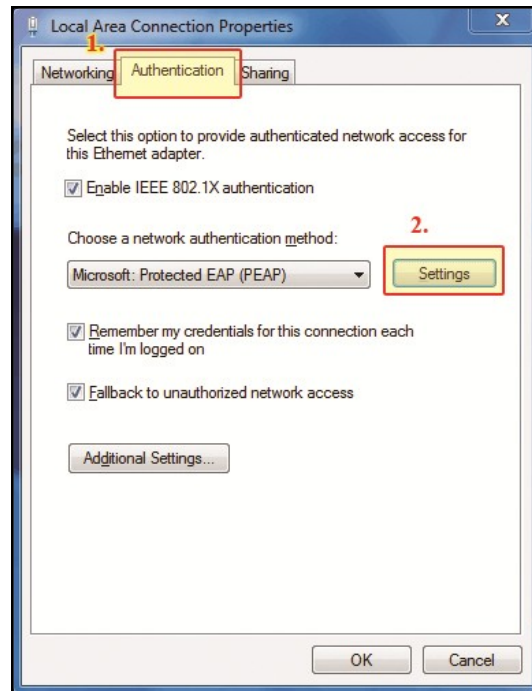 Local Area Connection Properties
1.
Networking Authentication Sharing
Select this option to provide authenticated network access for
this Ethernet adapter.
Enable IEEE 802.1X authentication
2.
Choose a network authentication method:
Microsoft: Protected EAP (PEAP) Settings
Remember my credentials for this connection each
time I'm logged on
Fallback to unauthorized network access
Additional Settings...
OK Cancel